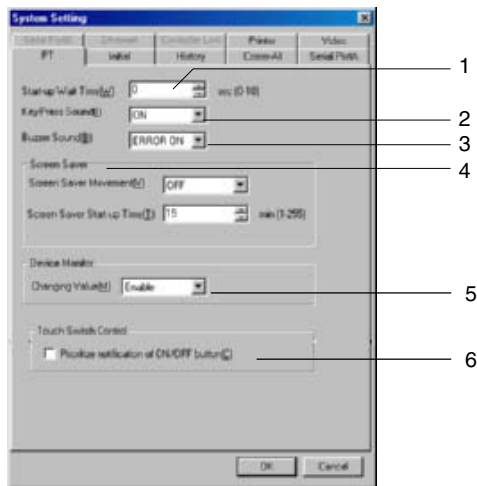 System Setting
Printer Video
PT Initial History Comm-All Serial PortA
Start-up Wait Time(W) 0 sec (0-10)
1
Key Press Sound(I) ON
2
Buzzer Sound(B) ERROR ON
3
Screen Saver
4
Screen Saver Movement(V) OFF
Screen Saver Start-up Time(T) 15 min (1-255)
Device Monitor
Changing Value(H) Enable
5
Touch Switch Control
Prioritize notification of ON/OFF button(C)
6
OK Cancel